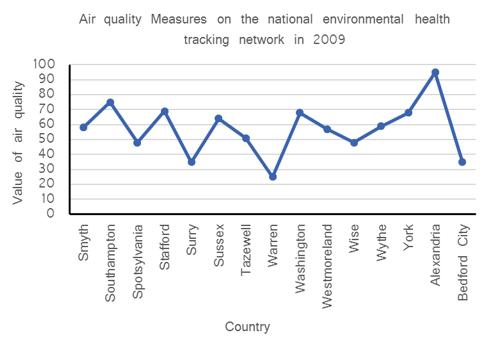 Air quality Measures on the national environmental health
tracking network in 2009
Value of air quality
100
90
80
70
60
50
40
30
20
10
0
Smyth
Southampton
Spotsylvania
Stafford
Surry
Sussex
Tazewell
Warren
Washington
Westmoreland
Wise
Wythe
York
Alexandria
Bedford City
Country